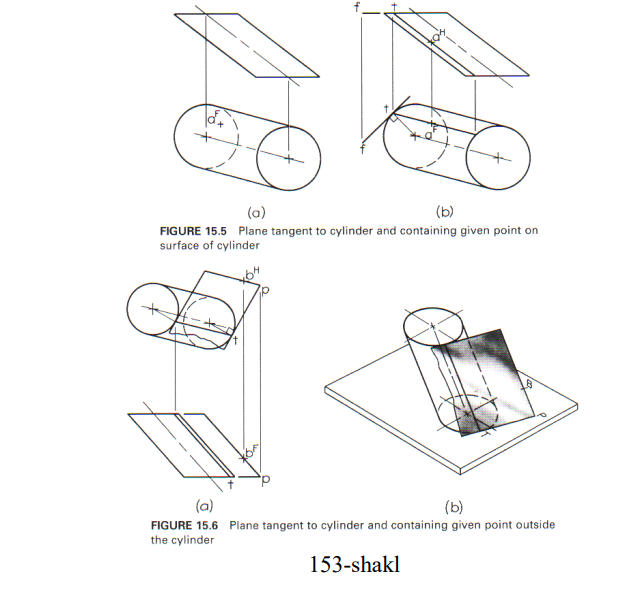 f
t
a^H
a^F
t
a^F
f
(a)
(b)
FIGURE 15.5 Plane tangent to cylinder and containing given point on
surface of cylinder
b^H
p
t
b^F
t
p
(a)
(b)
FIGURE 15.6 Plane tangent to cylinder and containing given point outside
the cylinder
153-shakl